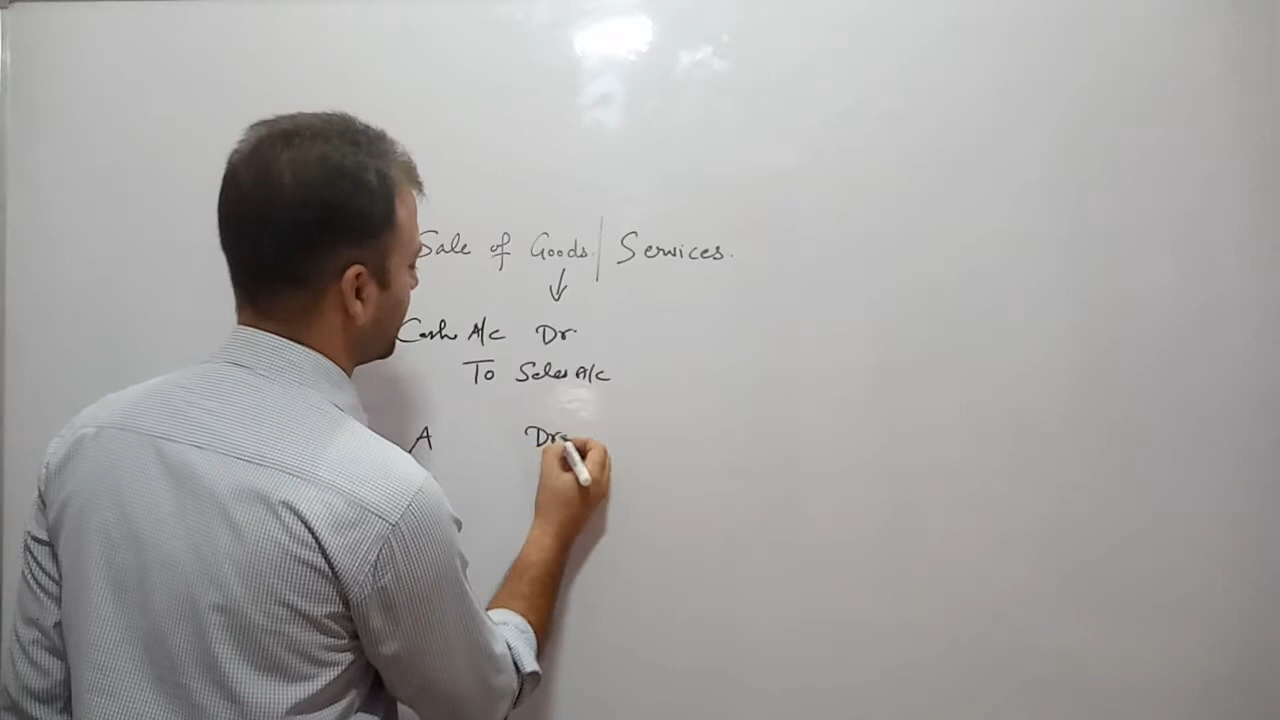 Sale of Goods / Services.
Cash A/c Dr.
To Sales A/c
A Dr